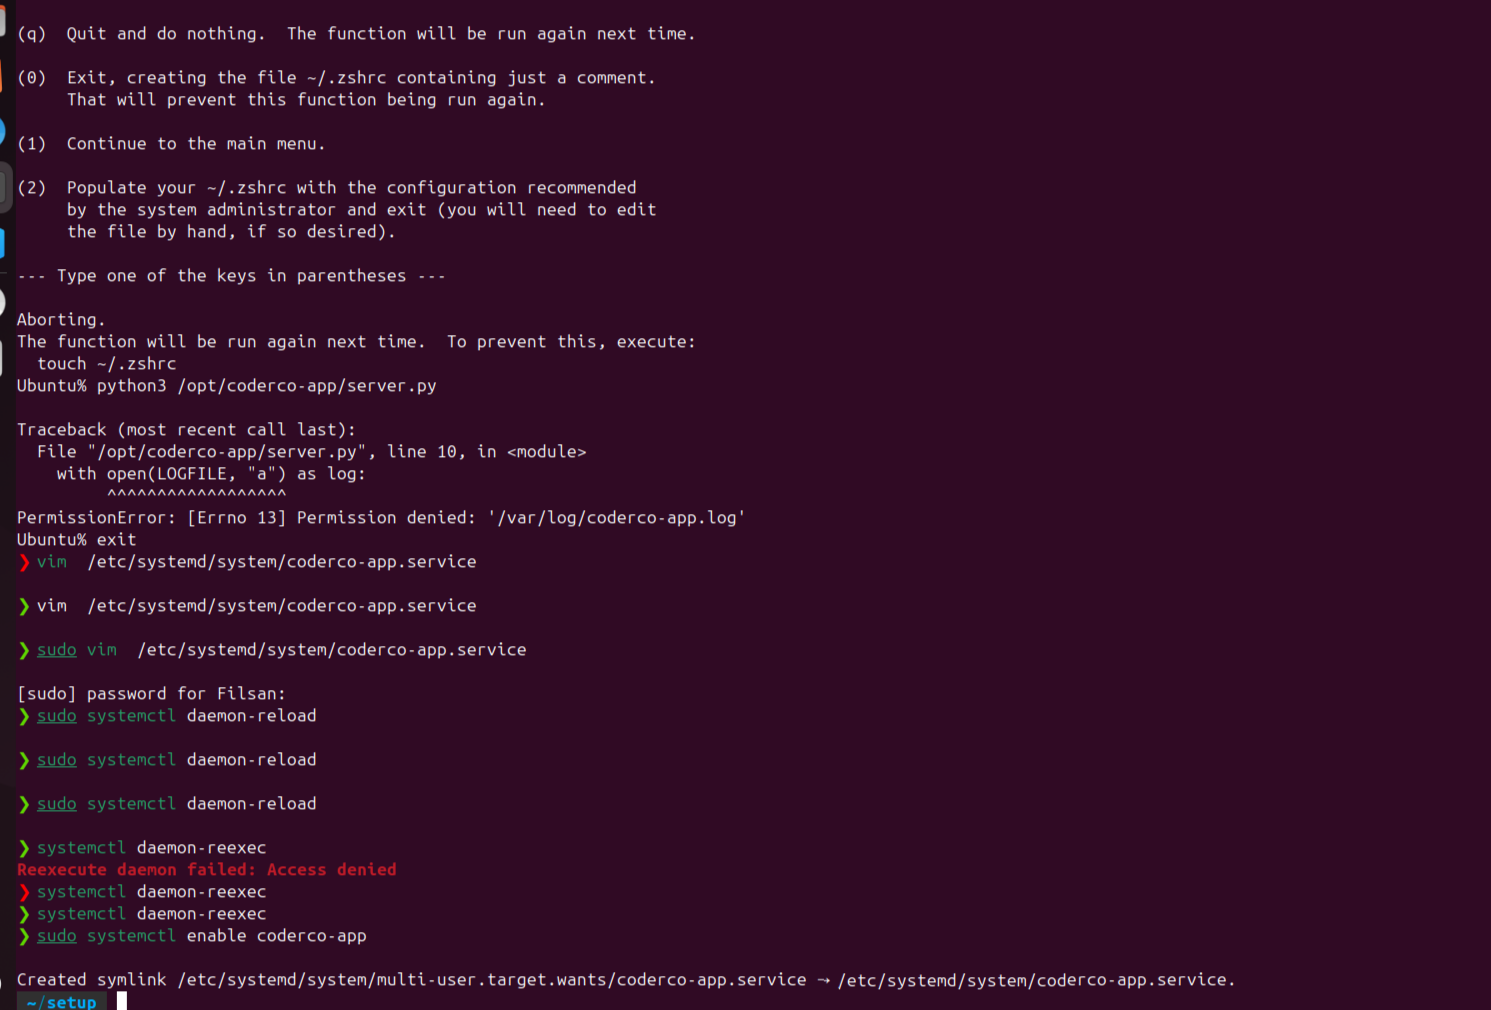 (q)  Quit and do nothing.  The function will be run again next time.
(0)  Exit, creating the file ~/.zshrc containing just a comment.
     That will prevent this function being run again.
(1)  Continue to the main menu.
(2)  Populate your ~/.zshrc with the configuration recommended
     by the system administrator and exit (you will need to edit
     the file by hand, if so desired).
--- Type one of the keys in parentheses ---
Aborting.
The function will be run again next time.  To prevent this, execute:
  touch ~/.zshrc
Ubuntu% python3 /opt/coderco-app/server.py
Traceback (most recent call last):
  File "/opt/coderco-app/server.py", line 10, in <module>
    with open(LOGFILE, "a") as log:
         ^^^^^^^^^^^^^^^^^^
PermissionError: [Errno 13] Permission denied: '/var/log/coderco-app.log'
Ubuntu% exit
❯ vim  /etc/systemd/system/coderco-app.service
❯ vim  /etc/systemd/system/coderco-app.service
❯ sudo vim  /etc/systemd/system/coderco-app.service
[sudo] password for Filsan:
❯ sudo systemctl daemon-reload
❯ sudo systemctl daemon-reload
❯ sudo systemctl daemon-reload
❯ systemctl daemon-reexec
Reexecute daemon failed: Access denied
❯ systemctl daemon-reexec
❯ systemctl daemon-reexec
❯ sudo systemctl enable coderco-app
Created symlink /etc/systemd/system/multi-user.target.wants/coderco-app.service → /etc/systemd/system/coderco-app.service.
~/setup